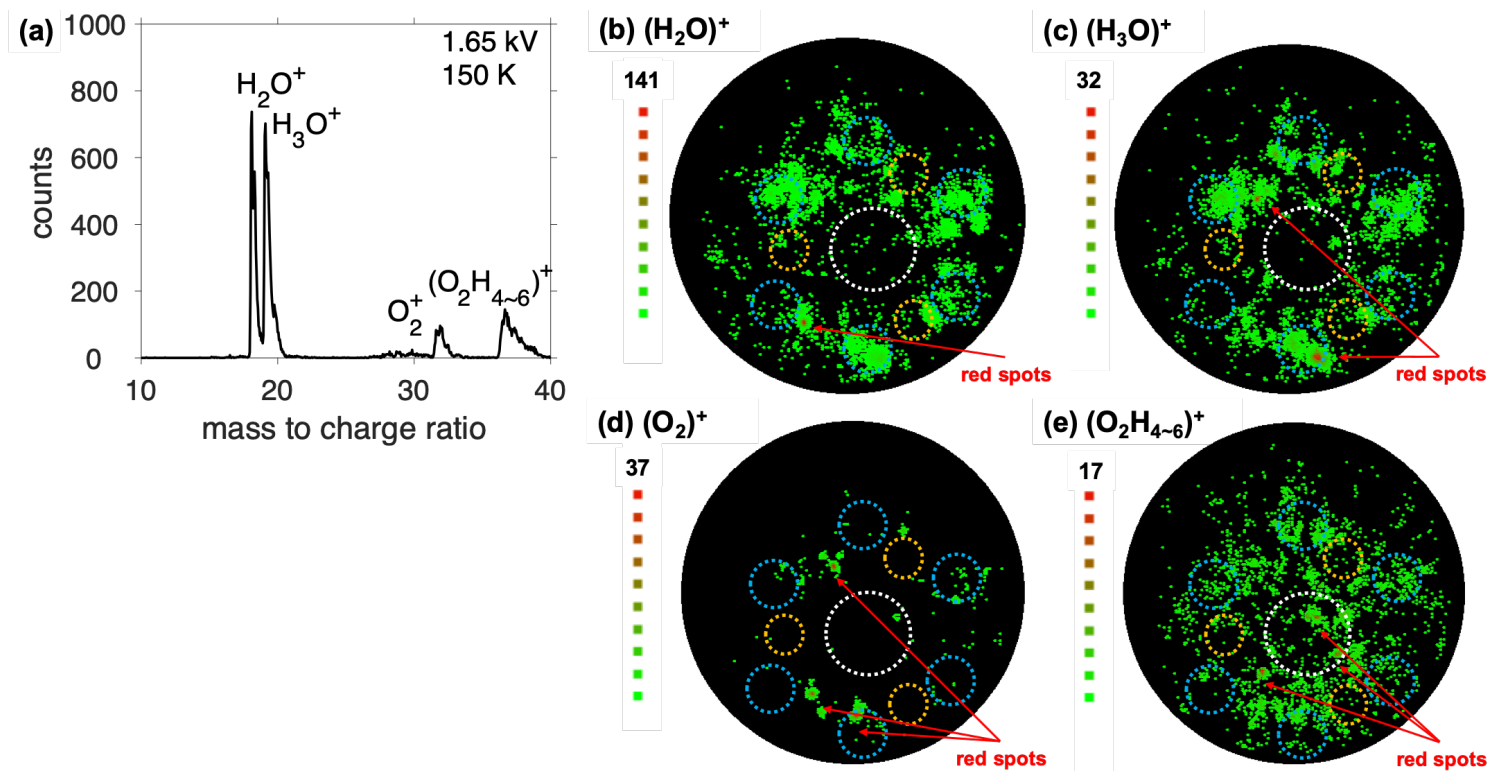 (a)
1000
800
600
400
200
0
counts
1.65 kV
150 K
H₂O⁺
H₃O⁺
O₂⁺
(O₂H₄~₆)⁺
10
20
30
40
mass to charge ratio
(b) (H₂O)⁺
141
red spots
(c) (H₃O)⁺
32
red spots
(d) (O₂)⁺
37
red spots
(e) (O₂H₄~₆)⁺
17
red spots